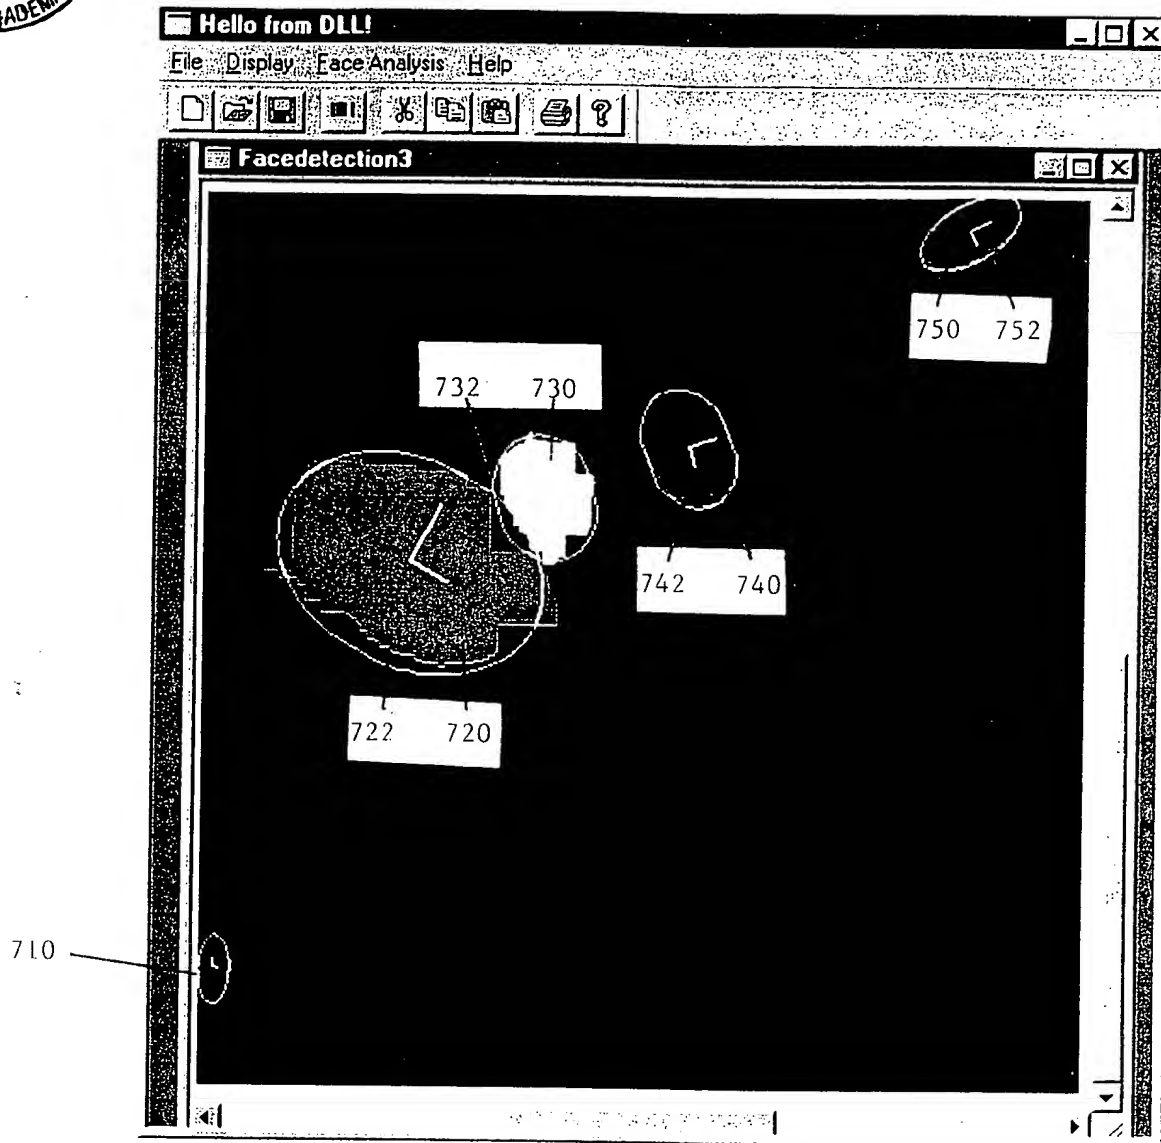 Hello from DLL!
File Display Face Analysis Help
Facedetection3
750 752
732 730
742 740
722 720
710